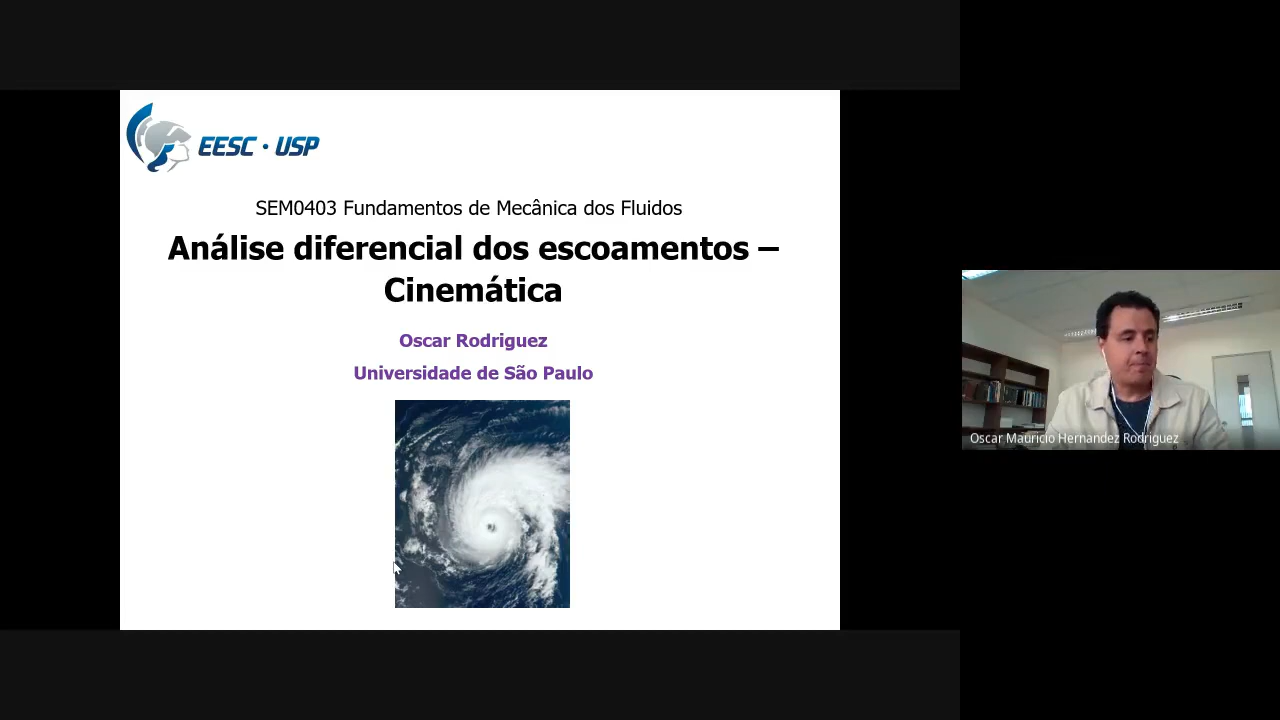 EESC • USP
SEM0403 Fundamentos de Mecânica dos Fluidos
Análise diferencial dos escoamentos –
Cinemática
Oscar Rodriguez
Universidade de São Paulo
Oscar Mauricio Hernandez Rodriguez